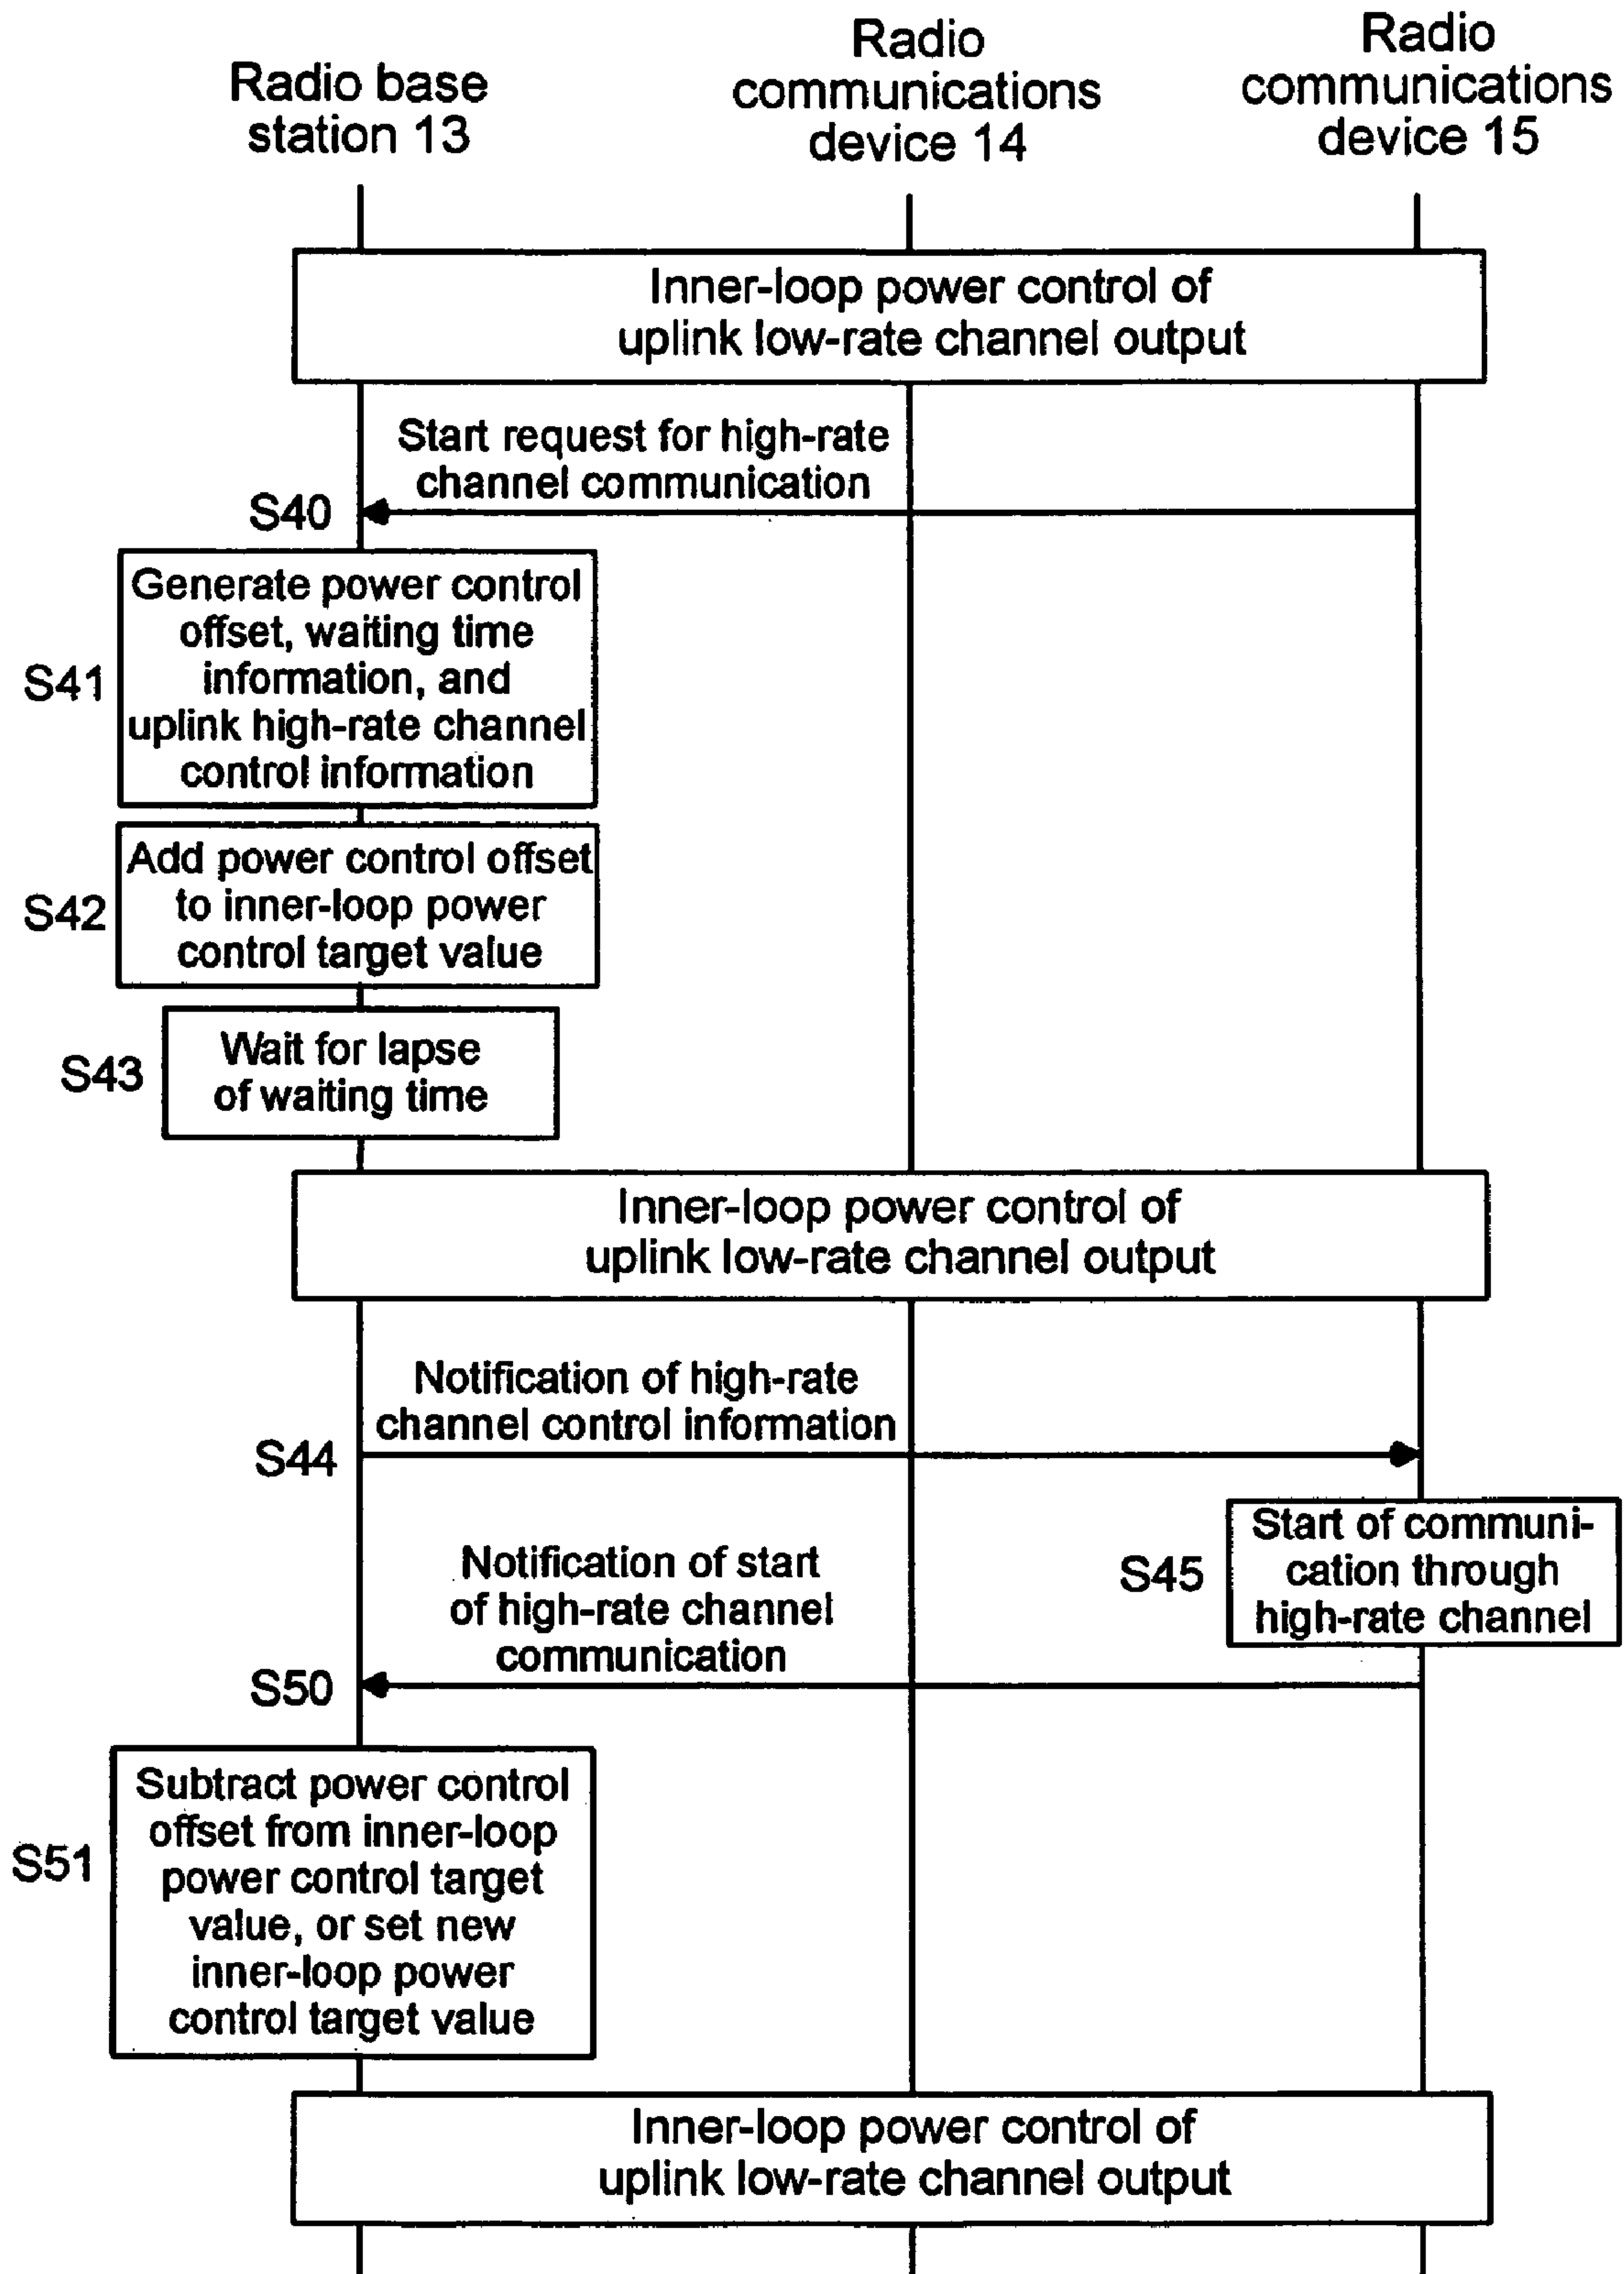 Radio base
station 13
Radio
communications
device 14
Radio
communications
device 15
Inner-loop power control of
uplink low-rate channel output
Start request for high-rate
channel communication
S40
S41
Generate power control
offset, waiting time
information, and
uplink high-rate channel
control information
S42
Add power control offset
to inner-loop power
control target value
S43
Wait for lapse
of waiting time
Inner-loop power control of
uplink low-rate channel output
Notification of high-rate
channel control information
S44
S45
Start of communi-
cation through
high-rate channel
Notification of start
of high-rate channel
communication
S50
S51
Subtract power control
offset from inner-loop
power control target
value, or set new
inner-loop power
control target value
Inner-loop power control of
uplink low-rate channel output